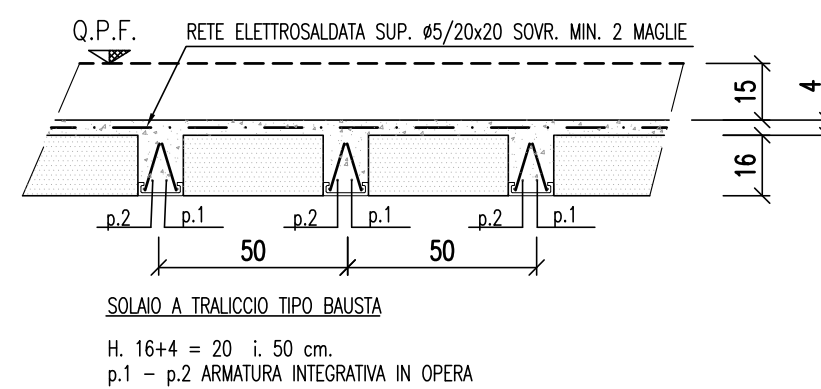 Q.P.F.
RETE ELETTROSALDATA SUP. ø5/20x20 SOVR. MIN. 2 MAGLIE
15
4
16
p.2 p.1 p.2 p.1 p.2 p.1
50 50
SOLAIO A TRALICCIO TIPO BAUSTA
H. 16+4 = 20 i. 50 cm.
p.1 – p.2 ARMATURA INTEGRATIVA IN OPERA